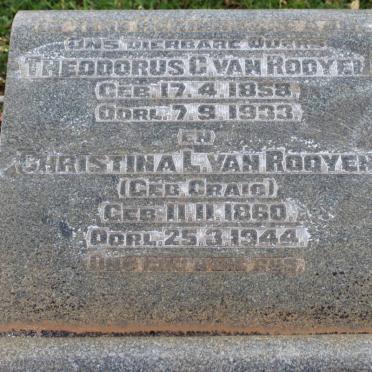 ONS DIERBARE OUERS
THEODORUS C. VAN ROOYEN
GEB. 17.4.1858.
OORL. 7.9.1933.
EN
CHRISTINA L. VAN ROOYEN
(GEB. CRAIG)
GEB. 11.11.1860.
OORL. 25.3.1944.